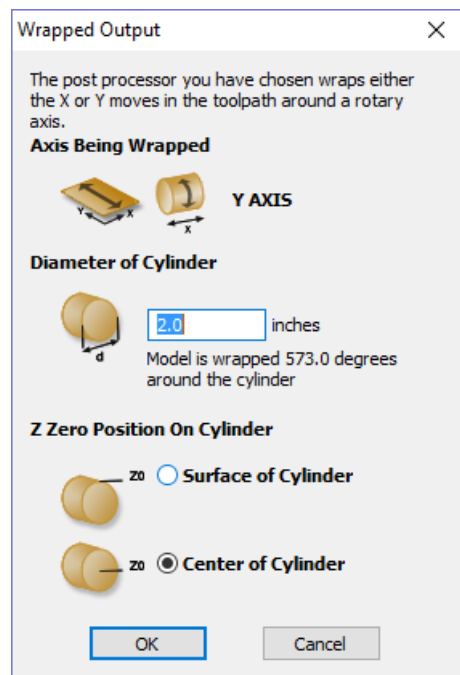 Wrapped Output
The post processor you have chosen wraps either
the X or Y moves in the toolpath around a rotary
axis.
Axis Being Wrapped
Y X
X
Y AXIS
Diameter of Cylinder
d
2.0 inches
Model is wrapped 573.0 degrees
around the cylinder
Z Zero Position On Cylinder
Z0 Surface of Cylinder
Z0 Center of Cylinder
OK Cancel